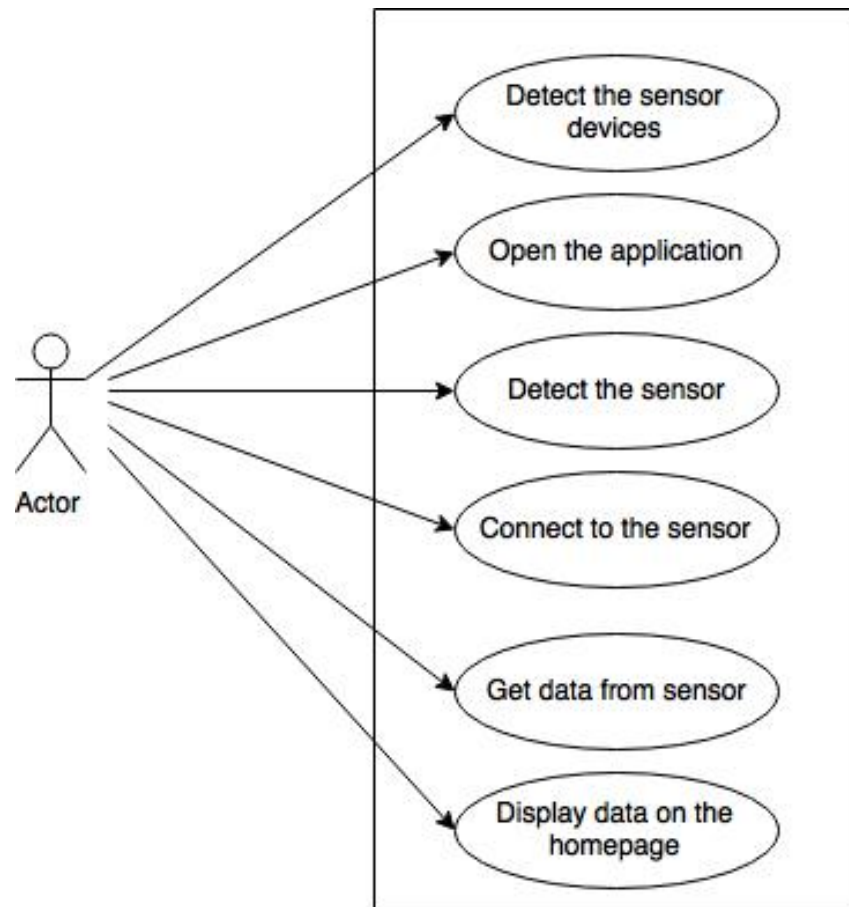 Detect the sensor
devices
Open the application
Detect the sensor
Actor
Connect to the sensor
Get data from sensor
Display data on the
homepage